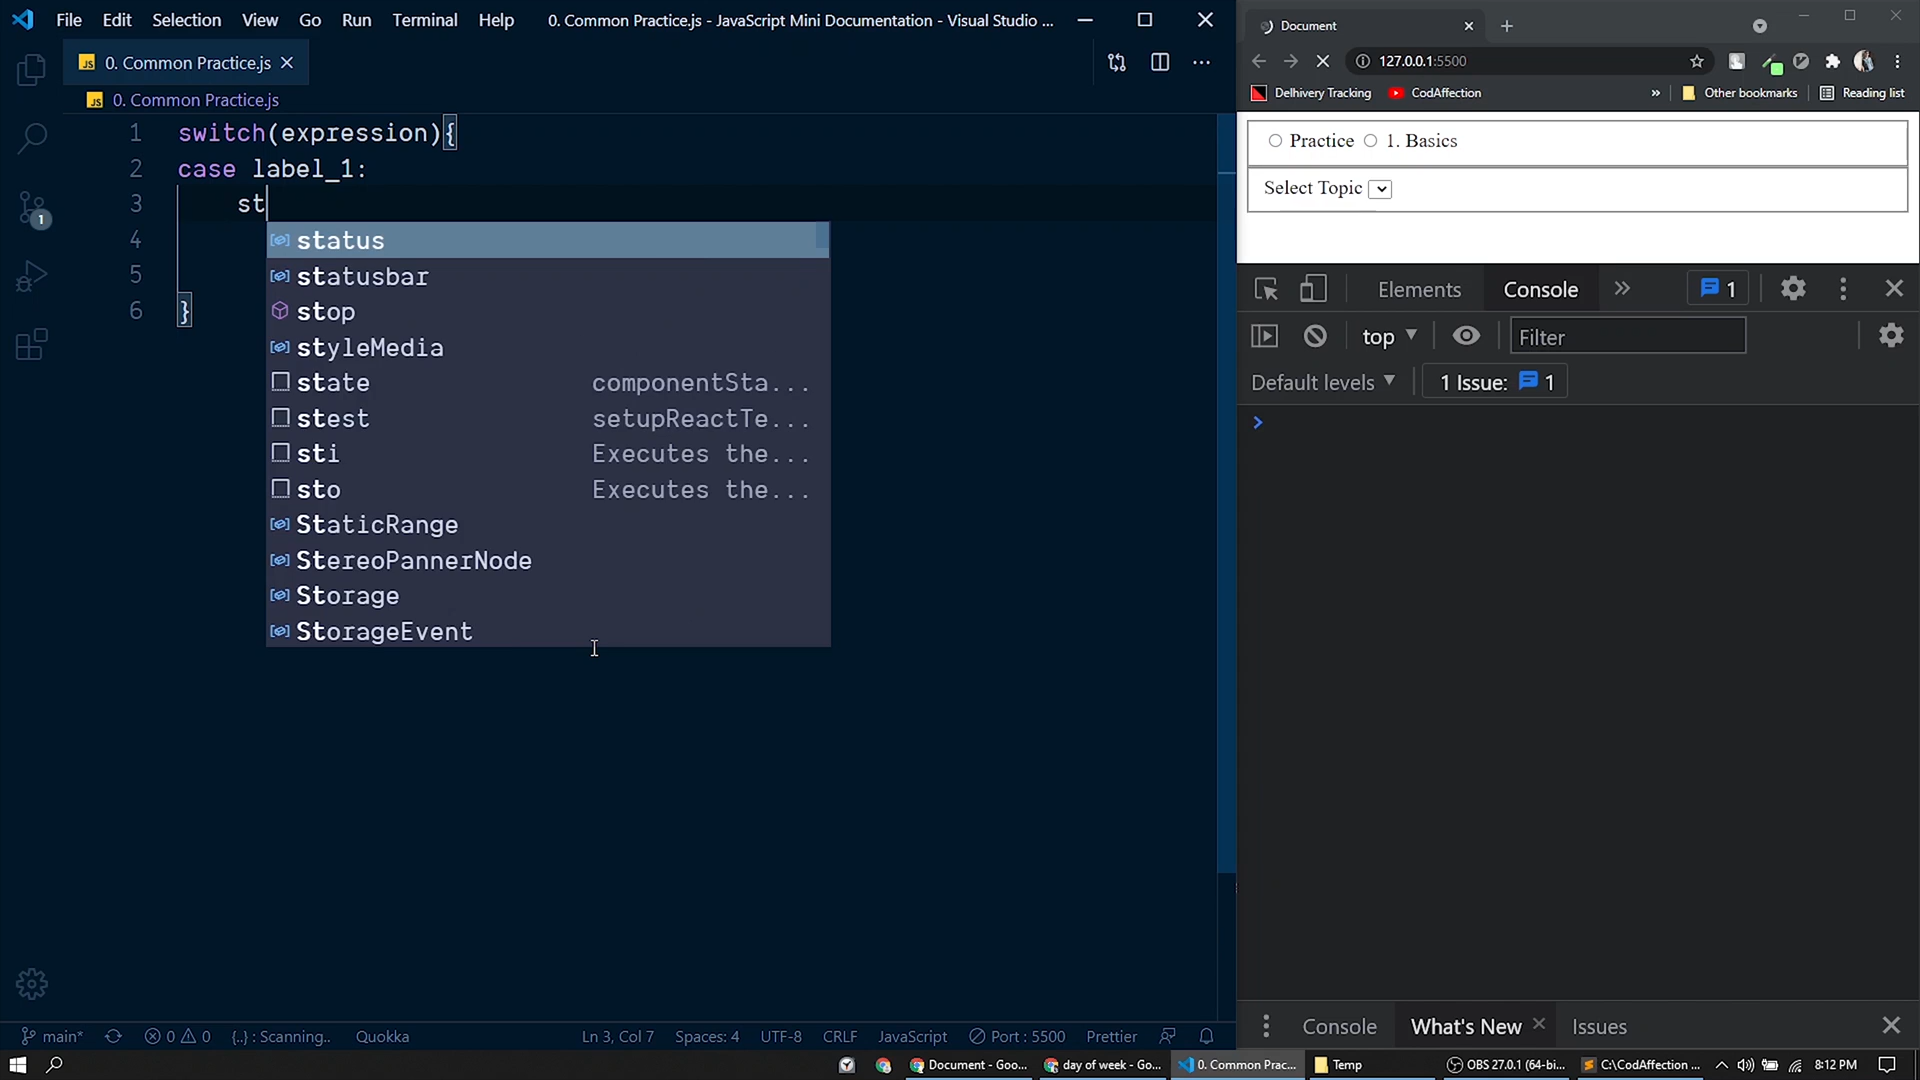 File Edit Selection View Go Run Terminal Help 0. Common Practice.js - JavaScript Mini Documentation - Visual Studio ...
JS 0. Common Practice.js
JS 0. Common Practice.js
1 switch(expression){
2 case label_1:
3 st
4
5
6 }
status
statusbar
stop
styleMedia
state componentSta...
stest setupReactTe...
sti Executes the...
sto Executes the...
StaticRange
StereoPannerNode
Storage
StorageEvent
1
main* 0 0 {..} : Scanning.. Quokka Ln 3, Col 7 Spaces: 4 UTF-8 CRLF JavaScript Port : 5500 Prettier
Document
127.0.0.1:5500
Delhivery Tracking CodAffection » Other bookmarks Reading list
Practice 1. Basics
Select Topic
Elements Console » 1
top Filter
Default levels 1 Issue: 1
>
Console What's New Issues
Document - Goo... day of week - Go... 0. Common Prac... Temp OBS 27.0.1 (64-bi... C:\CodAffection ... 8:12 PM